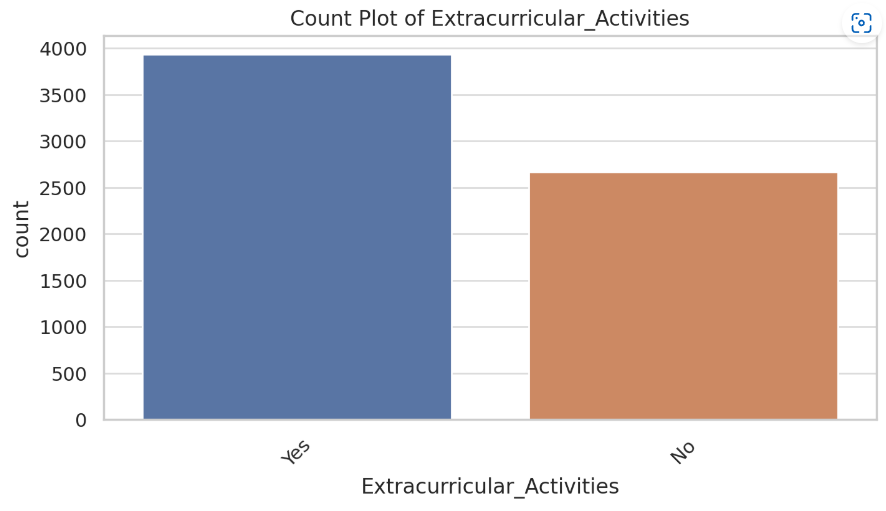 Count Plot of Extracurricular_Activities
4000
3500
3000
2500
2000
1500
1000
500
0
count
Yes
No
Extracurricular_Activities